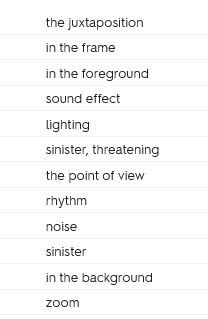 the juxtaposition
in the frame
in the foreground
sound effect
lighting
sinister, threatening
the point of view
rhythm
noise
sinister
in the background
zoom